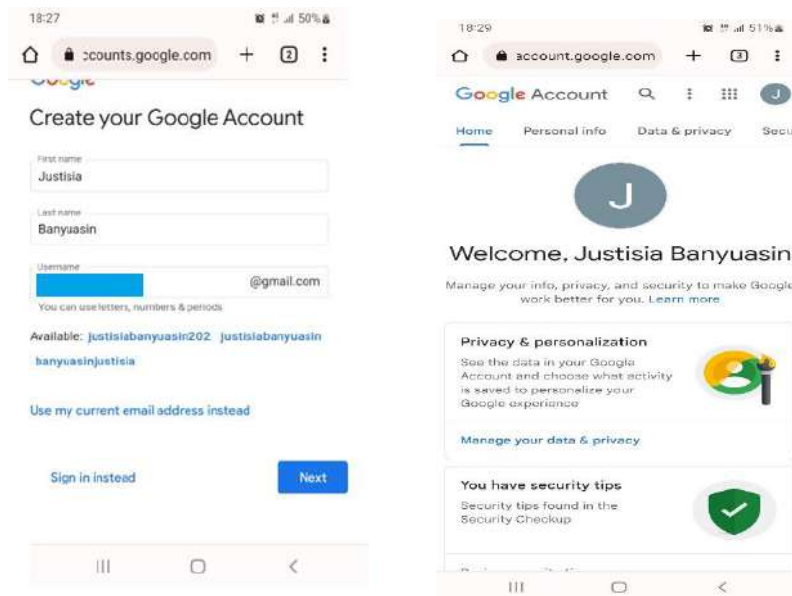 18:27
50%
ccounts.google.com
2
Google
Create your Google Account
First name
Justisia
Last name
Banyuasin
Username
@gmail.com
You can use letters, numbers & periods
Available: justisiabanyuasin202 justisiabanyuasin
banyuasinjustisia
Use my current email address instead
Sign in instead
Next
18:29
51%
account.google.com
3
Google Account
J
Home Personal info Data & privacy Secu
J
Welcome, Justisia Banyuasin
Manage your info, privacy, and security to make Google
work better for you. Learn more
Privacy & personalization
See the data in your Google
Account and choose what activity
is saved to personalize your
Google experience
Manage your data & privacy
You have security tips
Security tips found in the
Security Checkup